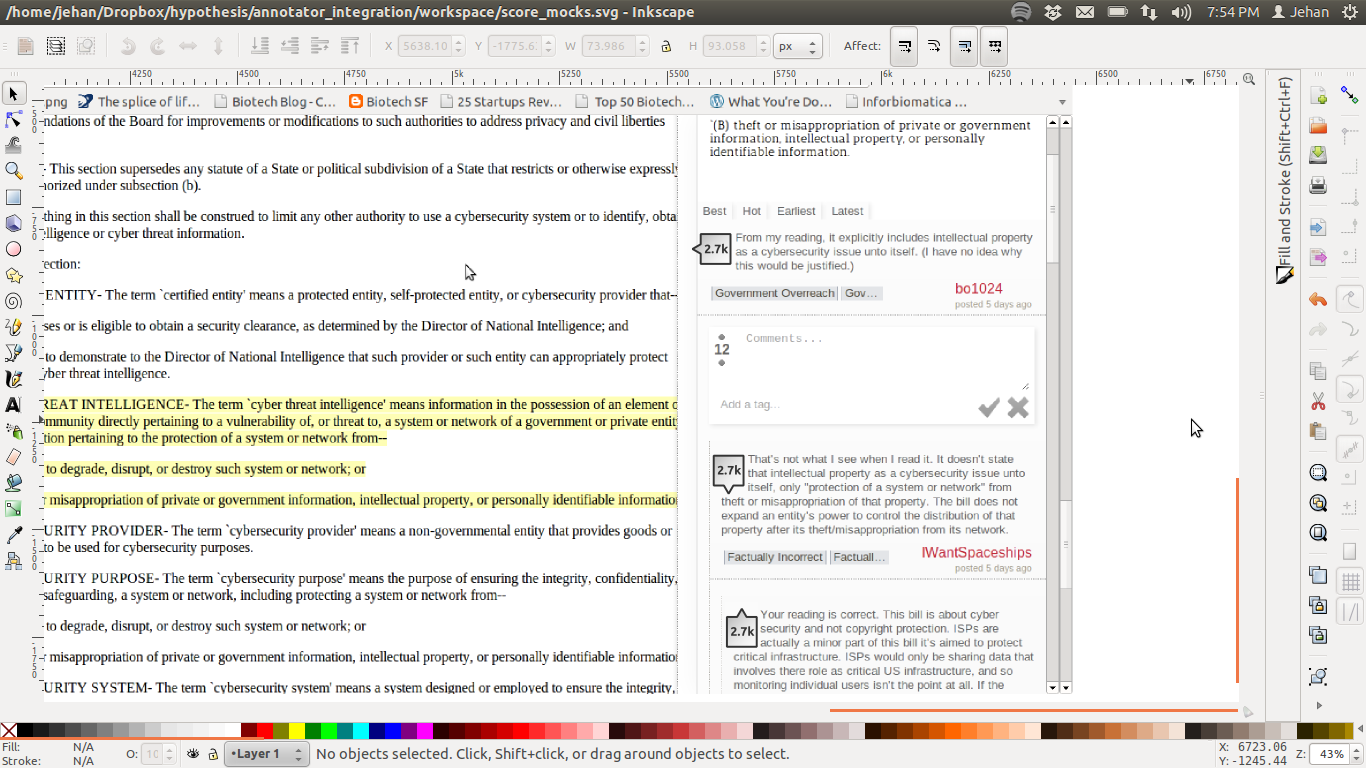 /home/jehan/Dropbox/hypothesis/annotator_integration/workspace/score_mocks.svg - Inkscape
7:54 PM Jehan
X 5638.10 Y -1775.6 W 73.986 H 93.058 px Affect:
4250 4500 4750 5k 5250 5500 5750 6k 6250 6500 6750
.png The splice of lif... Biotech Blog - C... Biotech SF 25 Startups Rev... Top 50 Biotech... What You're Do... Inforbiomatica ...
ndations of the Board for improvements or modifications to such authorities to address privacy and civil liberties
- This section supersedes any statute of a State or political subdivision of a State that restricts or otherwise expressly
horized under subsection (b).
thing in this section shall be construed to limit any other authority to use a cybersecurity system or to identify, obta
lligence or cyber threat information.
ection:
ENTITY- The term `certified entity' means a protected entity, self-protected entity, or cybersecurity provider that--
ses or is eligible to obtain a security clearance, as determined by the Director of National Intelligence; and
to demonstrate to the Director of National Intelligence that such provider or such entity can appropriately protect
yber threat intelligence.
REAT INTELLIGENCE- The term `cyber threat intelligence' means information in the possession of an element o
mmunity directly pertaining to a vulnerability of, or threat to, a system or network of a government or private entity
tion pertaining to the protection of a system or network from--
to degrade, disrupt, or destroy such system or network; or
r misappropriation of private or government information, intellectual property, or personally identifiable informatio
URITY PROVIDER- The term `cybersecurity provider' means a non-governmental entity that provides goods or
to be used for cybersecurity purposes.
URITY PURPOSE- The term `cybersecurity purpose' means the purpose of ensuring the integrity, confidentiality,
safeguarding, a system or network, including protecting a system or network from--
to degrade, disrupt, or destroy such system or network; or
r misappropriation of private or government information, intellectual property, or personally identifiable informatio
URITY SYSTEM- The term `cybersecurity system' means a system designed or employed to ensure the integrity,
`(B) theft or misappropriation of private or government
information, intellectual property, or personally
identifiable information.
Best Hot Earliest Latest
2.7k
From my reading, it explicitly includes intellectual property
as a cybersecurity issue unto itself. (I have no idea why
this would be justified.)
Government Overreach Gov...
bo1024
posted 5 days ago
12
Comments...
Add a tag...
2.7k
That's not what I see when I read it. It doesn't state
that intellectual property as a cybersecurity issue unto
itself, only "protection of a system or network" from
theft or misappropriation of that property. The bill does not
expand an entity's power to control the distribution of that
property after its theft/misappropriation from its network.
Factually Incorrect Factuall...
IWantSpaceships
posted 5 days ago
2.7k
Your reading is correct. This bill is about cyber
security and not copyright protection. ISPs are
actually a minor part of this bill it's aimed to protect
critical infrastructure. ISPs would only be sharing data that
involves there role as critical US infrastructure, and so
monitoring individual users isn't the point at all. If the
Fill and Stroke (Shift+Ctrl+F)
Fill: N/A
Stroke: N/A
O:
•Layer 1
No objects selected. Click, Shift+click, or drag around objects to select.
X: 6723.06
Y: -1245.44
Z: 43%